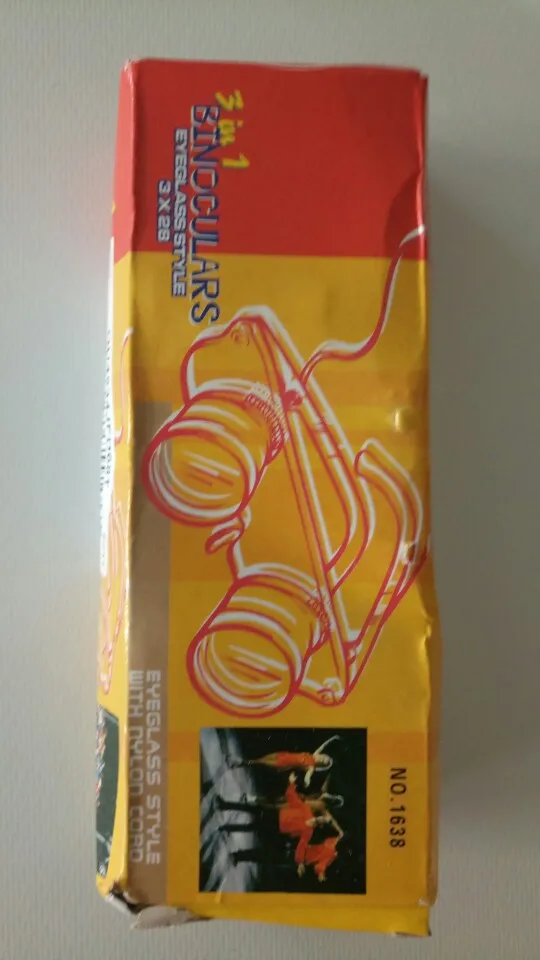 3 in 1
BINOCULARS
EYEGLASS STYLE
3 X 28
NO.1638
EYEGLASS STYLE
WITH NYLON CORD